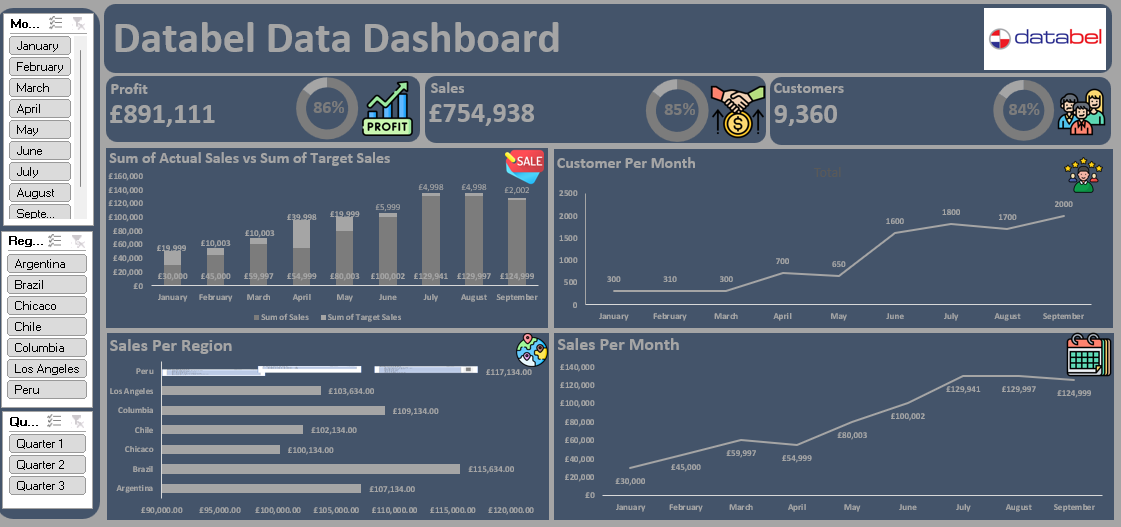 Databel Data Dashboard
databel
Mo...
January
February
March
April
May
June
July
August
Septe...
Reg...
Argentina
Brazil
Chicaco
Chile
Columbia
Los Angeles
Peru
Qu...
Quarter 1
Quarter 2
Quarter 3
Profit
£891,111
86%
PROFIT
Sales
£754,938
85%
Customers
9,360
84%
Sum of Actual Sales vs Sum of Target Sales
SALE
£160,000
£140,000
£120,000
£100,000
£80,000
£60,000
£40,000
£20,000
£0
£19,999
£10,003
£10,003
£39,998
£19,999
£5,999
£4,998
£4,998
£2,002
£30,000
£45,000
£59,997
£54,999
£80,003
£100,002
£129,941
£129,997
£124,999
January February March April May June July August September
Sum of Sales Sum of Target Sales
Customer Per Month
Total
2500
2000
1500
1000
500
0
300
310
300
700
650
1600
1800
1700
2000
January February March April May June July August September
Sales Per Region
Peru £117,134.00
Los Angeles £103,634.00
Columbia £109,134.00
Chile £102,134.00
Chicaco £100,134.00
Brazil £115,634.00
Argentina £107,134.00
£90,000.00 £95,000.00 £100,000.00 £105,000.00 £110,000.00 £115,000.00 £120,000.00
Sales Per Month
£140,000
£120,000
£100,000
£80,000
£60,000
£40,000
£20,000
£0
£30,000
£45,000
£59,997
£54,999
£80,003
£100,002
£129,941
£129,997
£124,999
January February March April May June July August September